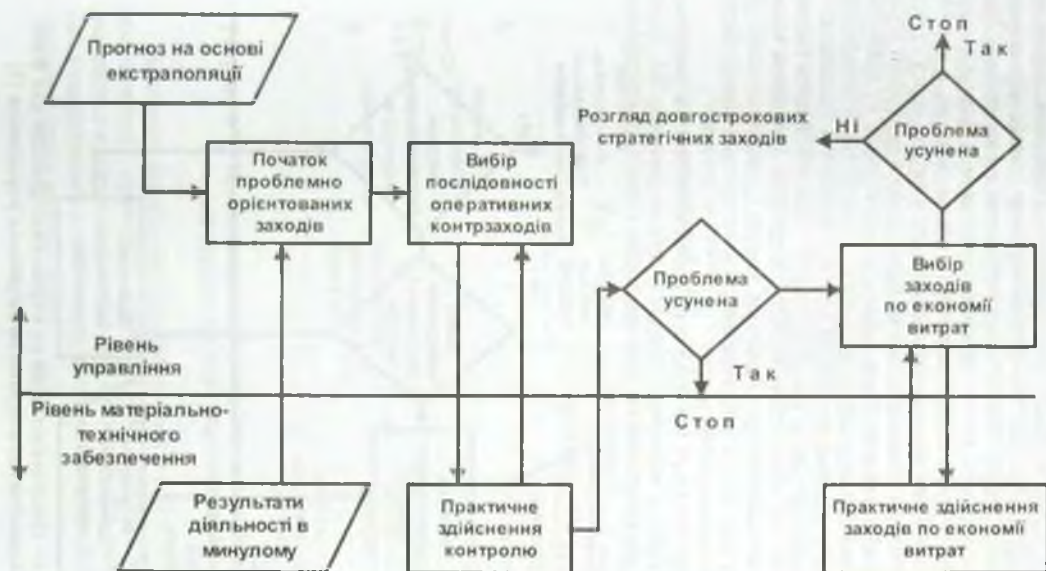 Прогноз на основі
екстраполяції
Стоп
Так
Розгляд довгострокових
стратегічних заходів
НІ
Проблема
усунена
Початок
проблемно
орієнтованих
заходів
Вибір
послідовності
оперативних
контрзаходів
Проблема
усунена
Вибір
заходів
по економії
витрат
Рівень
управління
Так
Рівень матеріально-
технічного
забезпечення
Стоп
Результати
діяльності в
минулому
Практичне
здійснення
контролю
Практичне здійснення
заходів по економії
витрат